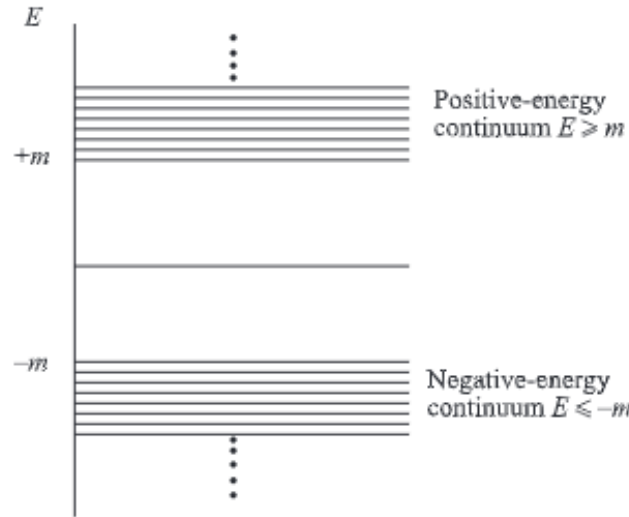 E
Positive-energy
continuum E ⩾ m
+m
–m
Negative-energy
continuum E ⩽ –m